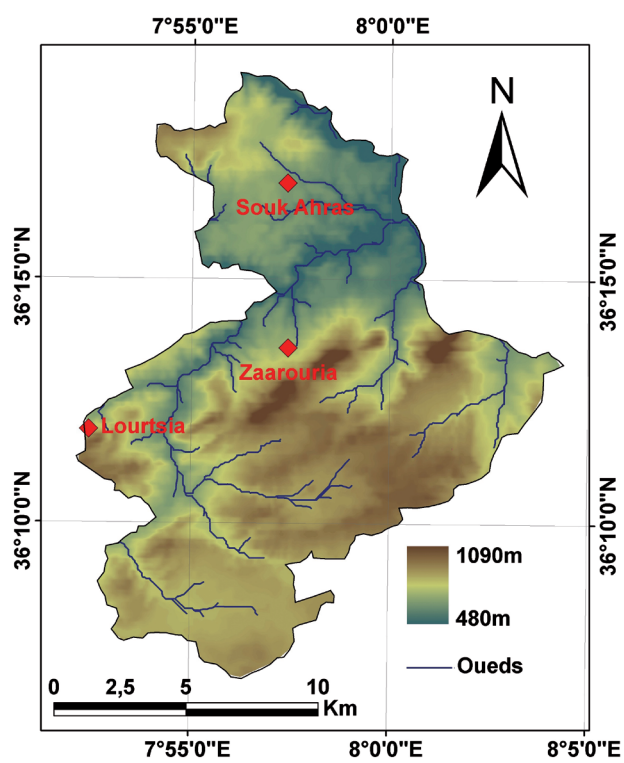 7°55'0"E 8°0'0"E
N
Souk Ahras
36°15'0"N 36°15'0"N
Zaarouria
Lourtsia
36°10'0"N 36°10'0"N
1090m
480m
Oueds
0 2,5 5 10
Km
7°55'0"E 8°0'0"E 8°5'0"E